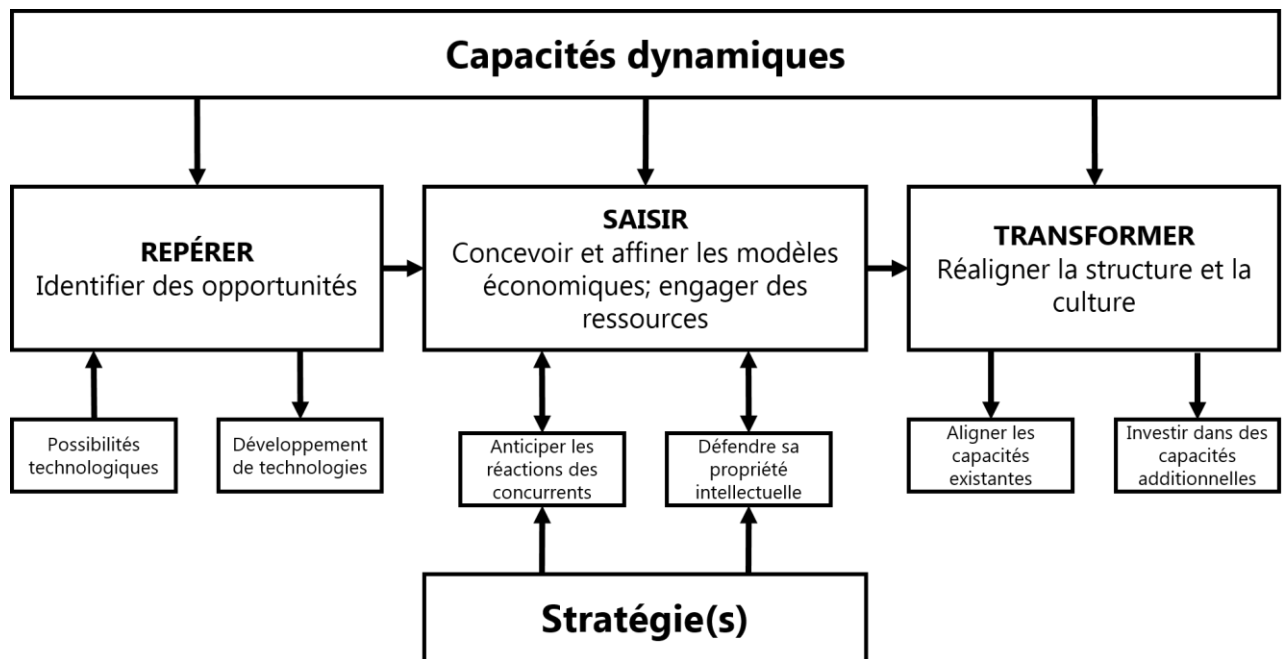 Capacités dynamiques
REPÉRER
Identifier des opportunités
SAISIR
Concevoir et affiner les modèles
économiques; engager des
ressources
TRANSFORMER
Réaligner la structure et la
culture
Possibilités
technologiques
Développement
de technologies
Anticiper les
réactions des
concurrents
Défendre sa
propriété
intellectuelle
Aligner les
capacités
existantes
Investir dans des
capacités
additionnelles
Stratégie(s)